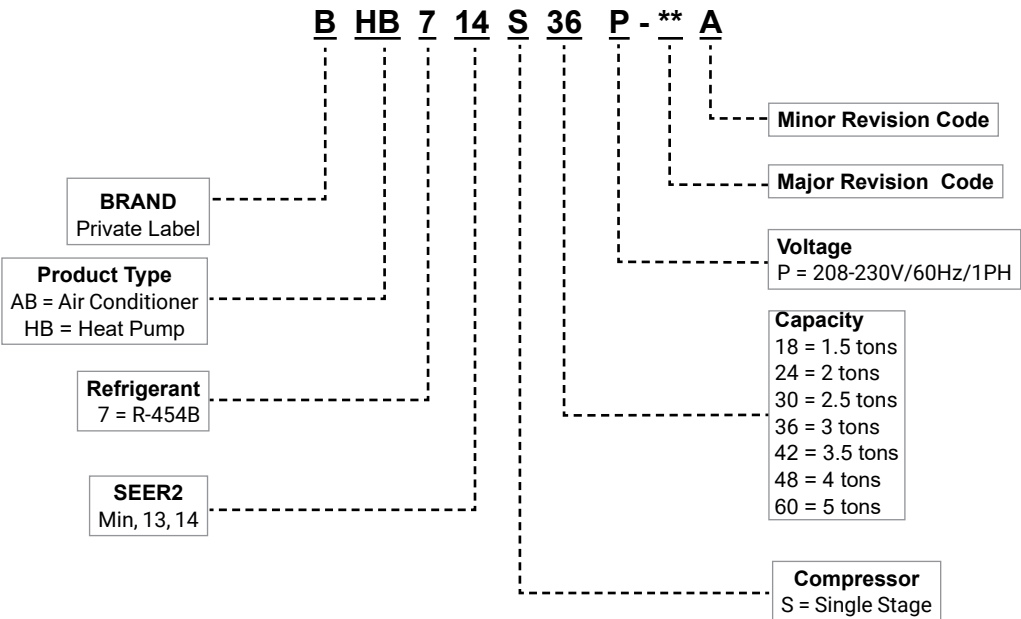 B HB 7 14 S 36 P - ** A
Minor Revision Code
Major Revision Code
BRAND
Private Label
Voltage
P = 208-230V/60Hz/1PH
Product Type
AB = Air Conditioner
HB = Heat Pump
Capacity
18 = 1.5 tons
24 = 2 tons
30 = 2.5 tons
36 = 3 tons
42 = 3.5 tons
48 = 4 tons
60 = 5 tons
Refrigerant
7 = R-454B
SEER2
Min, 13, 14
Compressor
S = Single Stage